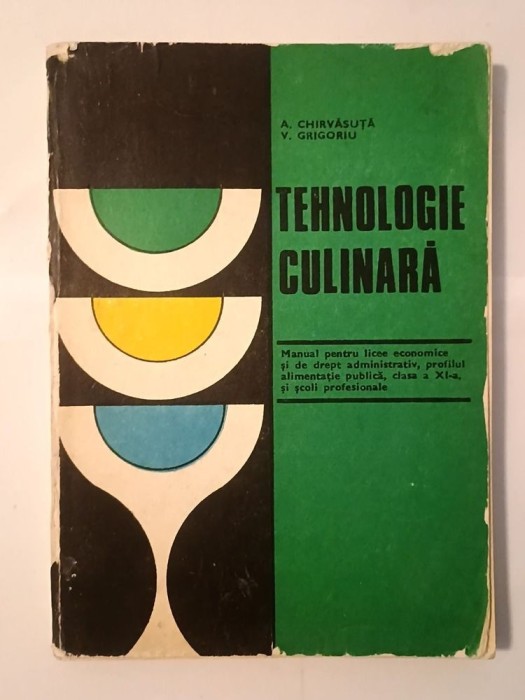 A. CHIRVĂSUȚĂ
V. GRIGORIU
TEHNOLOGIE
CULINARĂ
Manual pentru licee economice
și de drept administrativ, profilul
alimentație publică, clasa a XI-a,
și școli profesionale